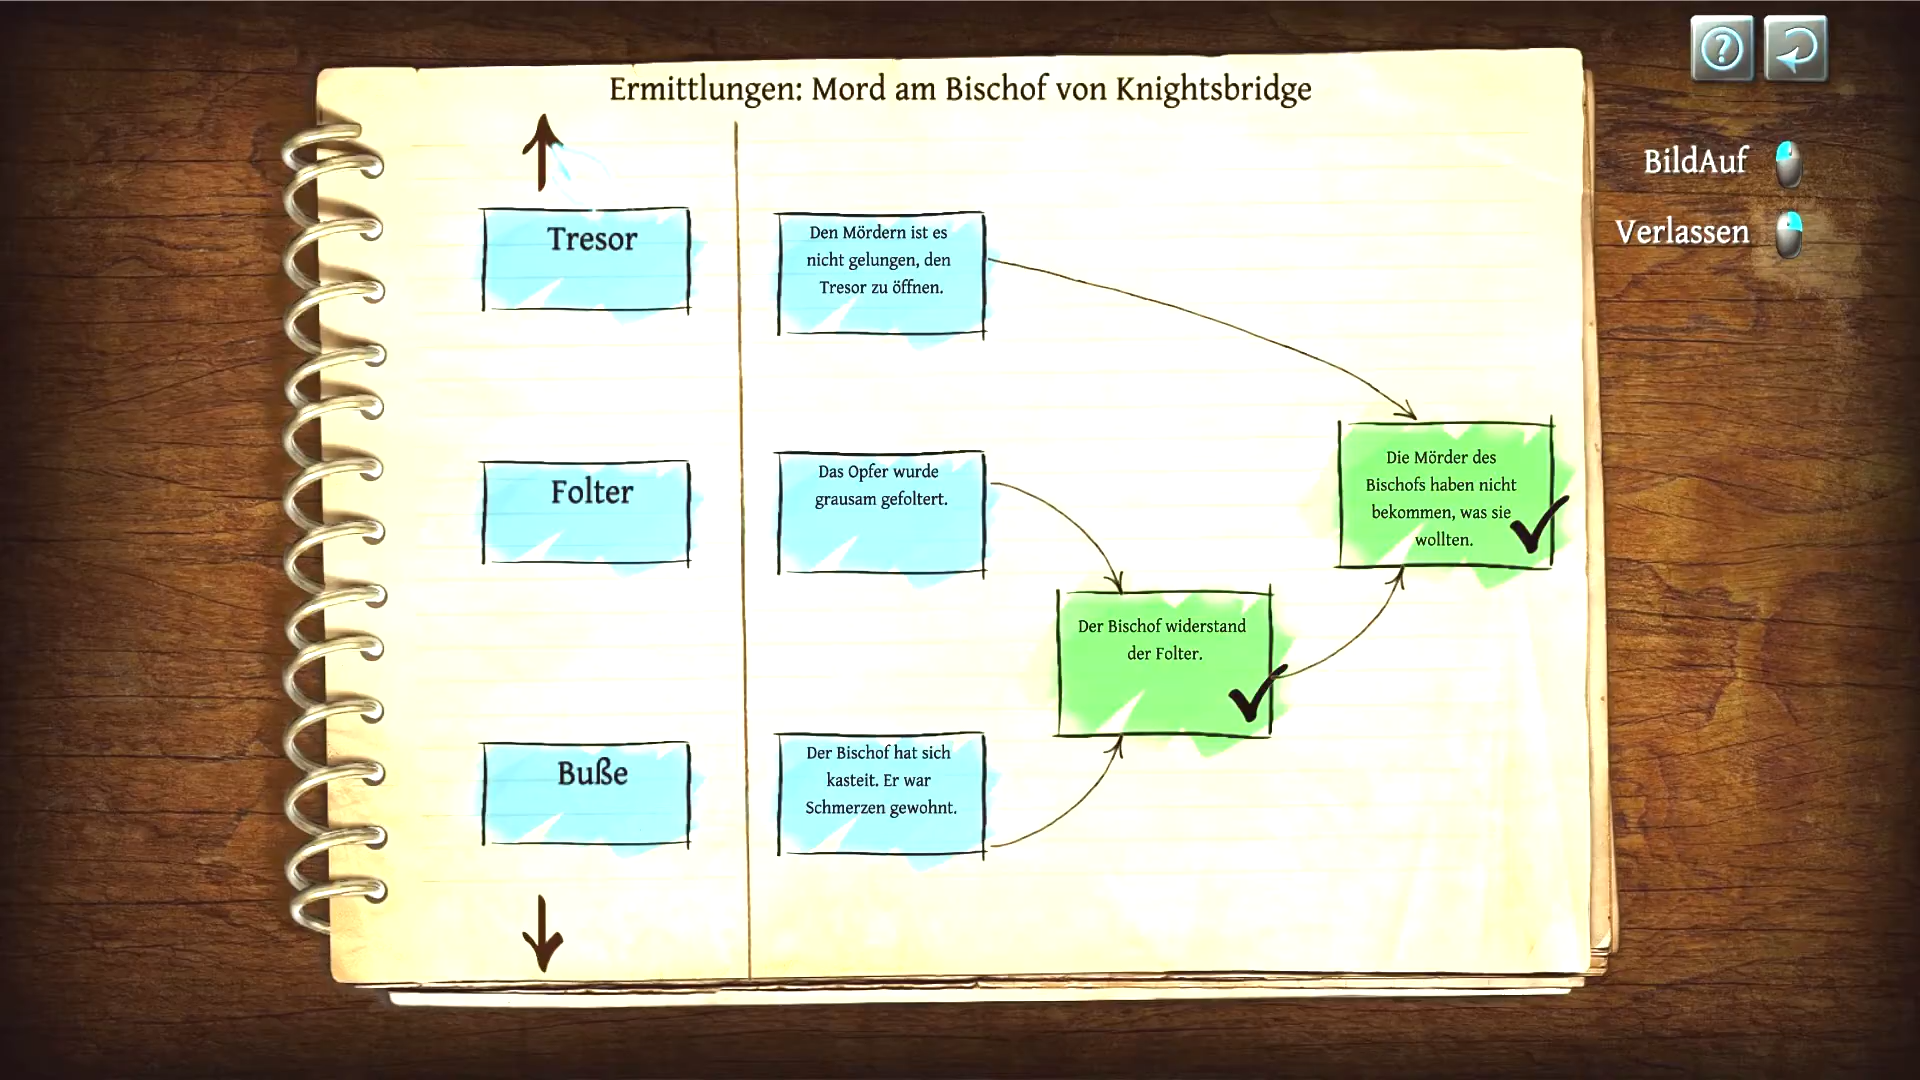 Ermittlungen: Mord am Bischof von Knightsbridge
BildAuf
Verlassen
Tresor
Den Mördern ist es
nicht gelungen, den
Tresor zu öffnen.
Folter
Das Opfer wurde
grausam gefoltert.
Die Mörder des
Bischofs haben nicht
bekommen, was sie
wollten.
Der Bischof widerstand
der Folter.
Buße
Der Bischof hat sich
kasteit. Er war
Schmerzen gewohnt.